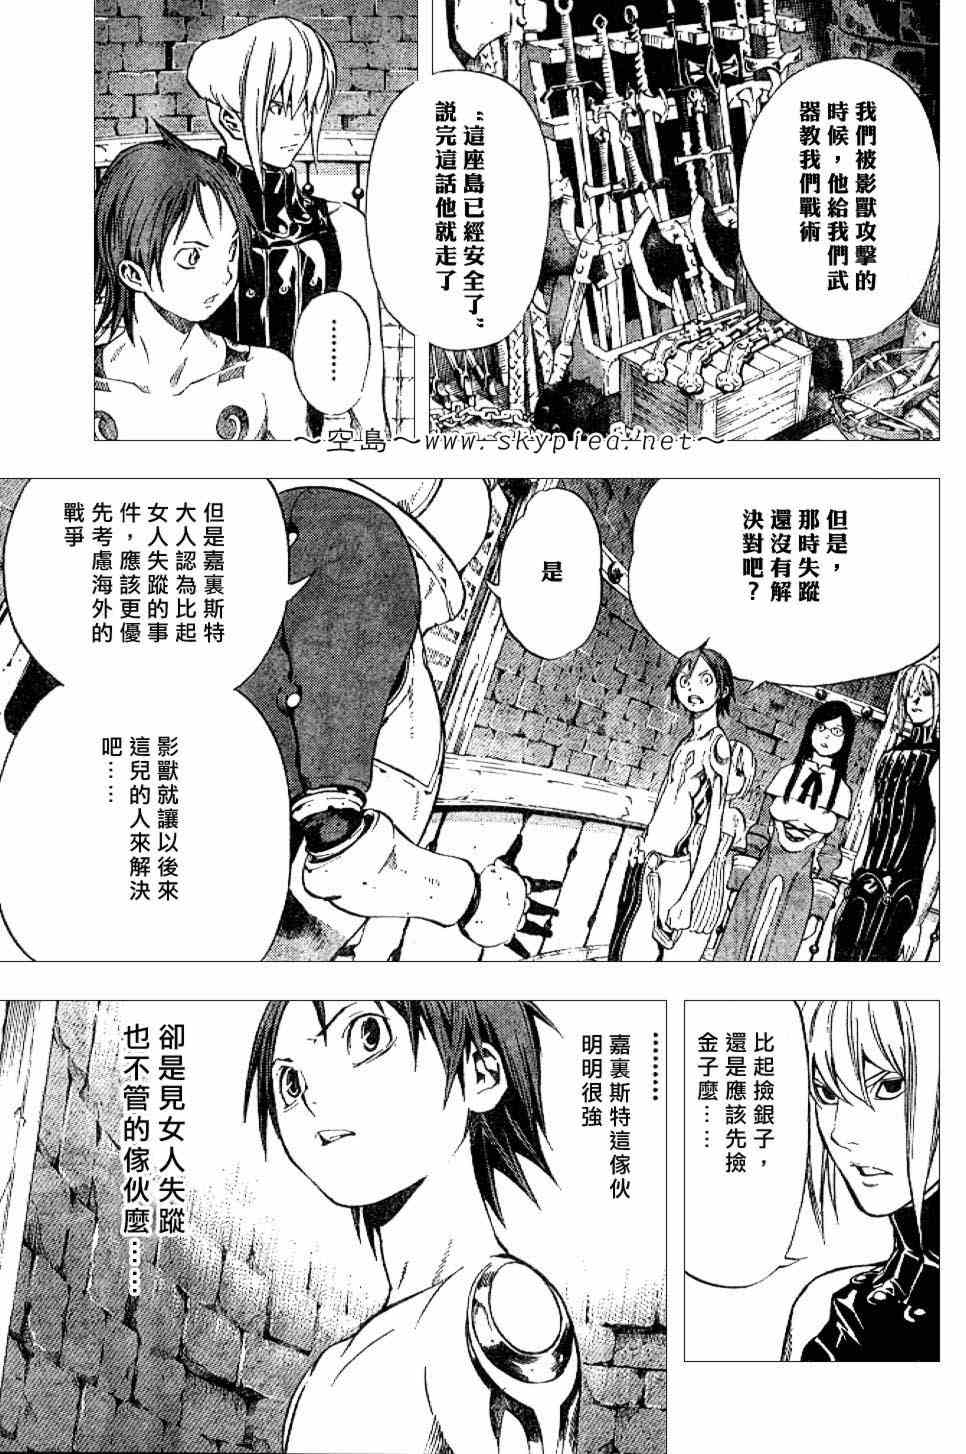 我們被影獸攻擊的
時候，他給我們武
器教我們戰術
“這座島已經安全了”
說完這話他就走了
………
～空島～www.skypiea.net～
但是，
那時失蹤
還沒有解
決對吧？
是
但是嘉裏斯特
大人認為比起
女人失蹤的事
件，應該更優
先考慮海外的
戰爭
影獸就讓以後來
這兒的人來解決
吧……
比起撿銀子，
還是應該先撿
金子麼……
…………
嘉裏斯特這傢伙
明明很強
卻是見女人失蹤
也不管的傢伙麼……